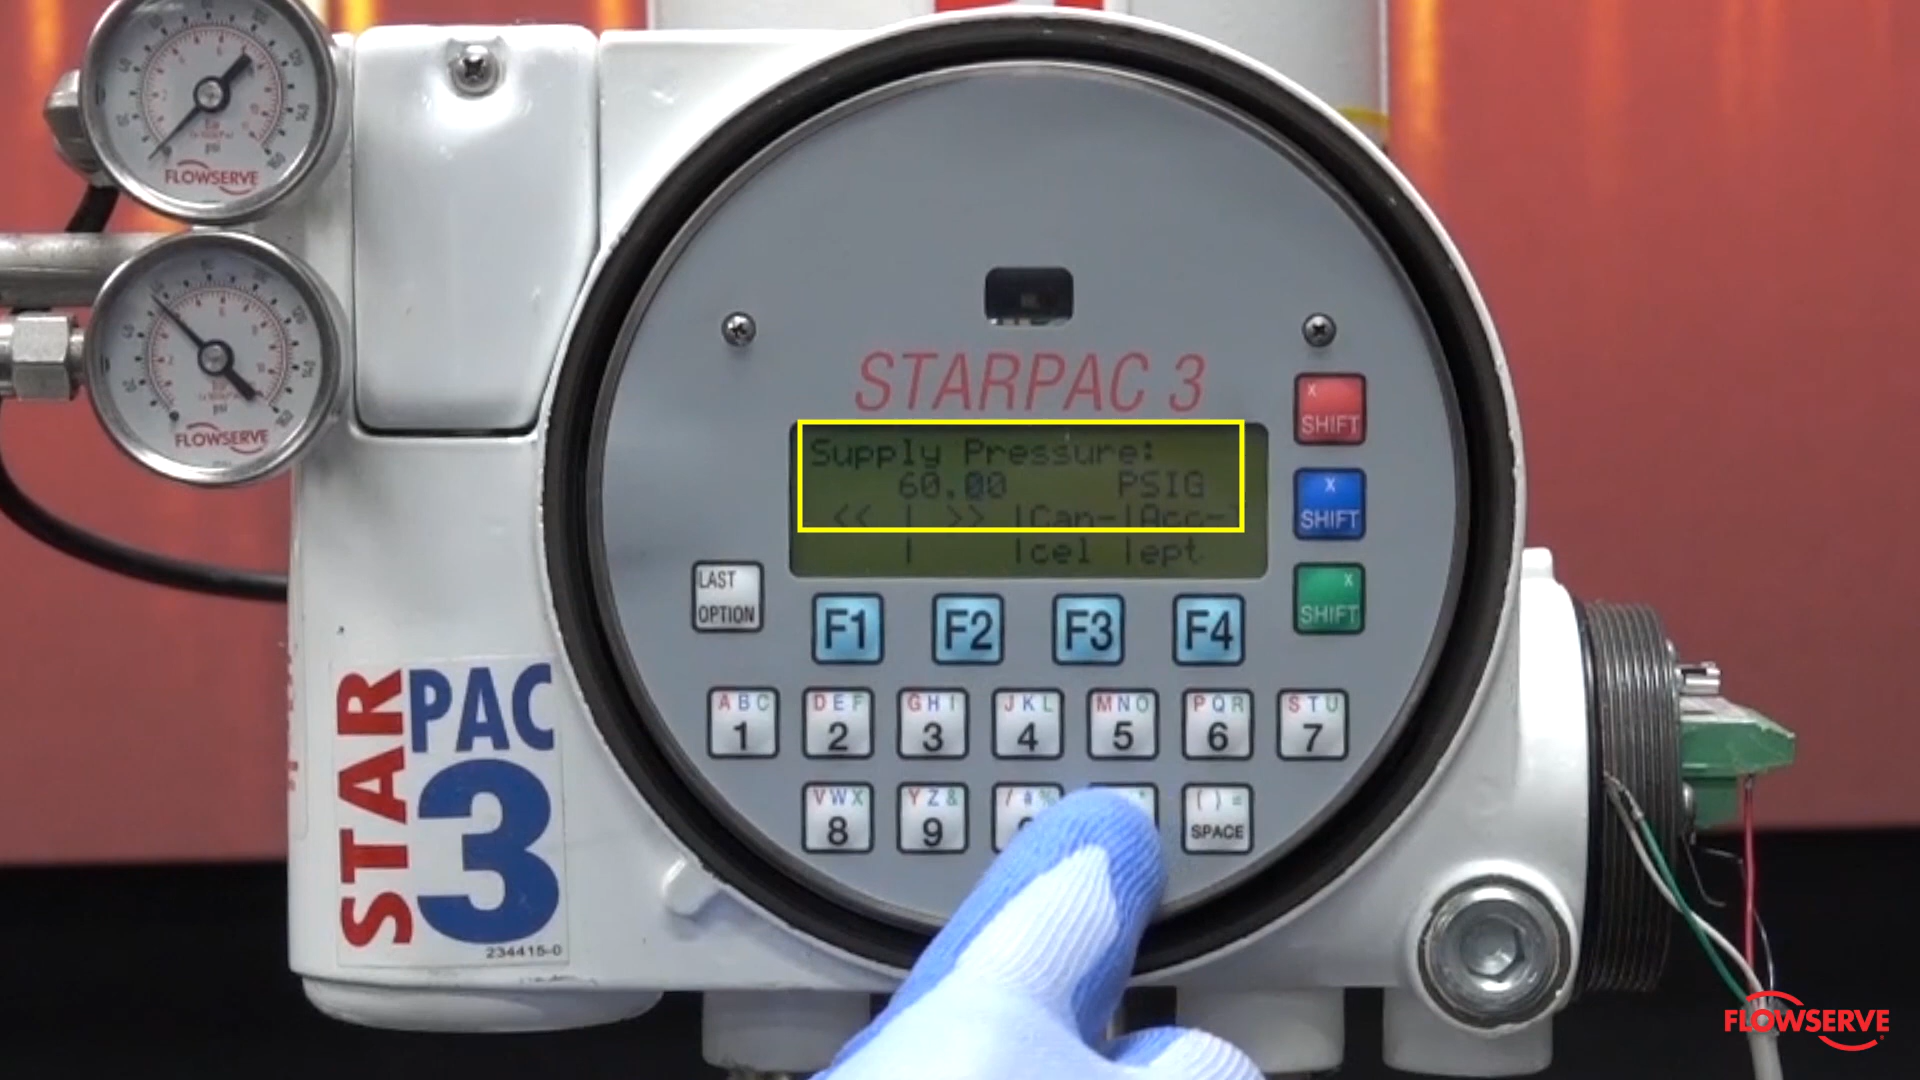 FLOWSERVE
psi
FLOWSERVE
psi
STARPAC 3
Supply Pressure:
60.00 PSIG
<< | >> |Can-|Acc-
| |cel |ept
X
SHIFT
X
SHIFT
X
SHIFT
LAST
OPTION
F1 F2 F3 F4
ABC DEF GHI JKL MNO PQR STU
1 2 3 4 5 6 7
VWX YZ& /#% ( ) =
8 9 SPACE
STAR PAC
3
234415-0
FLOWSERVE